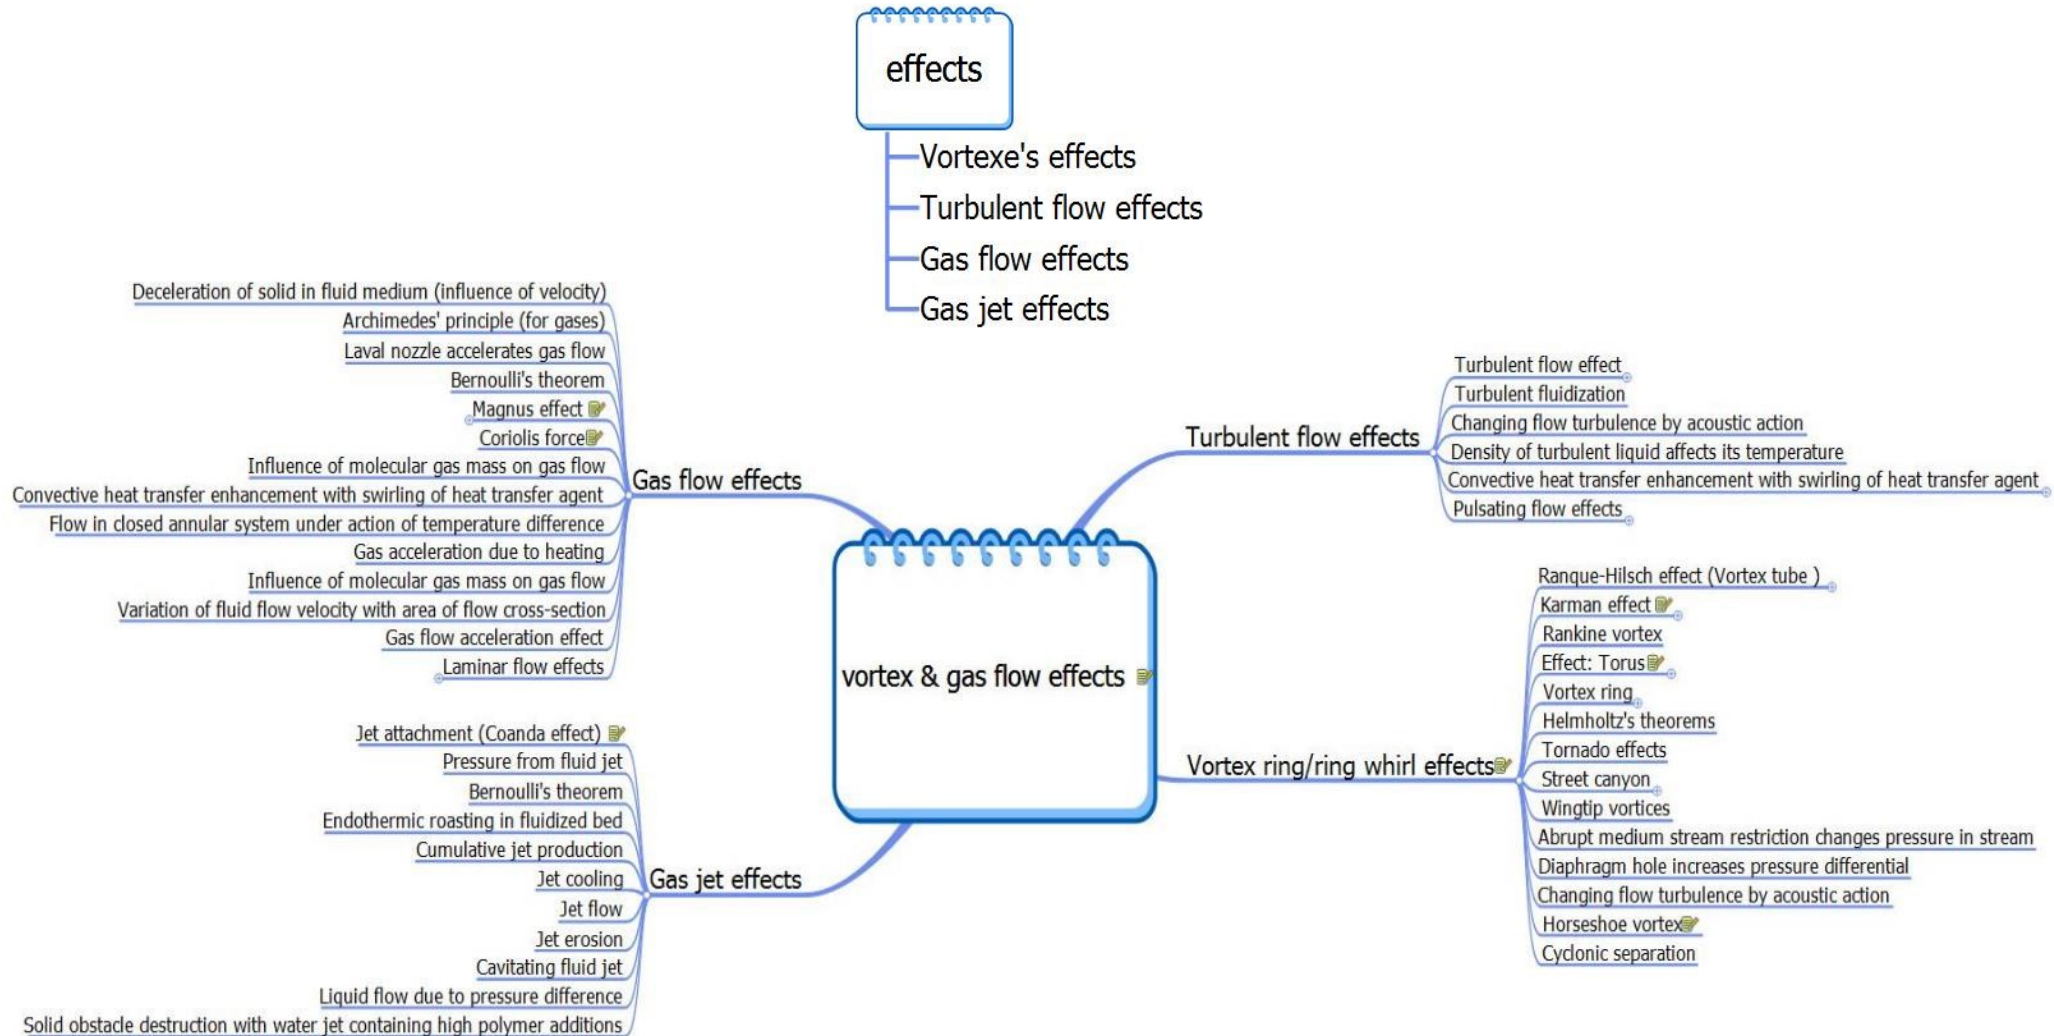 effects
Vortexe's effects
Turbulent flow effects
Gas flow effects
Gas jet effects
Deceleration of solid in fluid medium (influence of velocity)
Archimedes' principle (for gases)
Laval nozzle accelerates gas flow
Bernoulli's theorem
Magnus effect
Coriolis force
Influence of molecular gas mass on gas flow
Convective heat transfer enhancement with swirling of heat transfer agent
Flow in closed annular system under action of temperature difference
Gas acceleration due to heating
Influence of molecular gas mass on gas flow
Variation of fluid flow velocity with area of flow cross-section
Gas flow acceleration effect
Laminar flow effects
Gas flow effects
Jet attachment (Coanda effect)
Pressure from fluid jet
Bernoulli's theorem
Endothermic roasting in fluidized bed
Cumulative jet production
Jet cooling
Jet flow
Jet erosion
Cavitating fluid jet
Liquid flow due to pressure difference
Solid obstacle destruction with water jet containing high polymer additions
Gas jet effects
vortex & gas flow effects
Turbulent flow effects
Turbulent flow effect
Turbulent fluidization
Changing flow turbulence by acoustic action
Density of turbulent liquid affects its temperature
Convective heat transfer enhancement with swirling of heat transfer agent
Pulsating flow effects
Vortex ring/ring whirl effects
Ranque-Hilsch effect (Vortex tube )
Karman effect
Rankine vortex
Effect: Torus
Vortex ring
Helmholtz's theorems
Tornado effects
Street canyon
Wingtip vortices
Abrupt medium stream restriction changes pressure in stream
Diaphragm hole increases pressure differential
Changing flow turbulence by acoustic action
Horseshoe vortex
Cyclonic separation